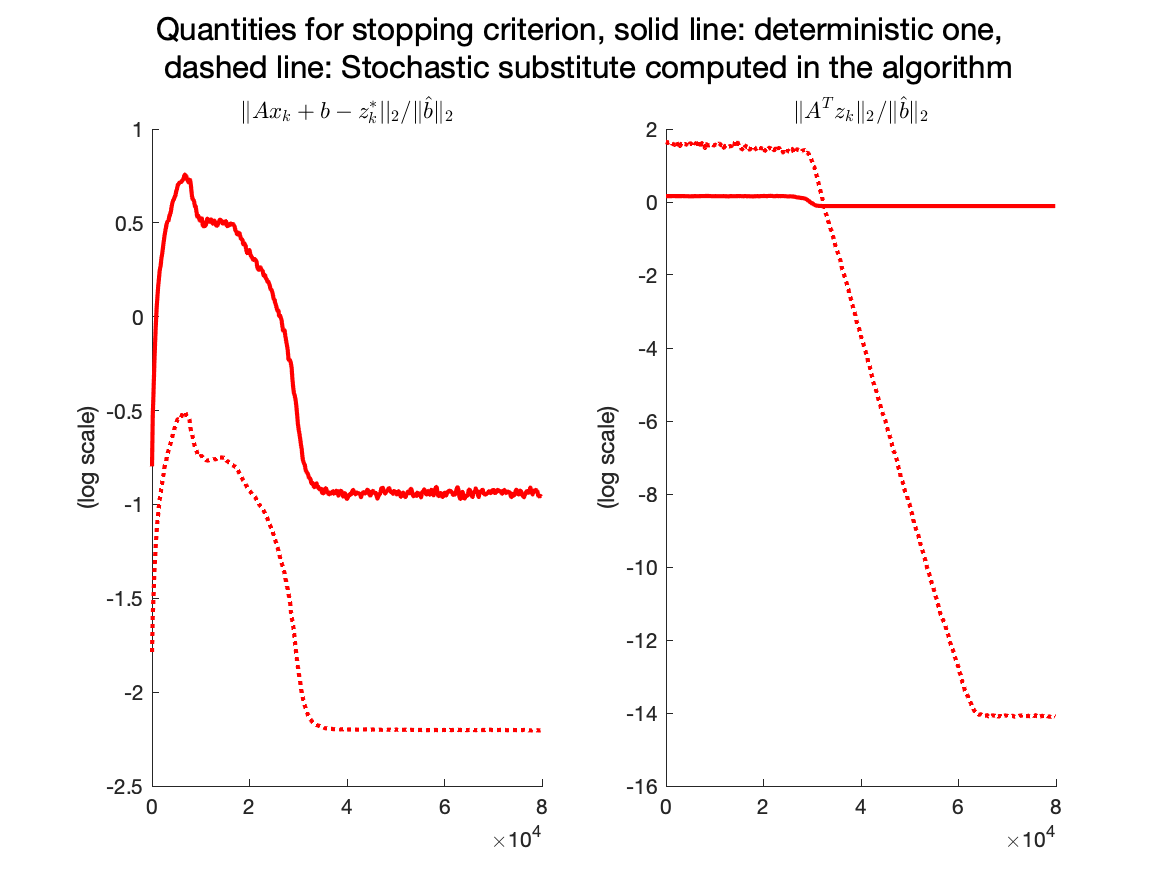 Quantities for stopping criterion, solid line: deterministic one,
dashed line: Stochastic substitute computed in the algorithm
‖Ax_k + b − z_k^*||_2/‖b̂‖_2
1
0.5
0
-0.5
-1
-1.5
-2
-2.5
(log scale)
0 2 4 6 8
×10^4
‖A^T z_k‖_2/‖b̂‖_2
2
0
-2
-4
-6
-8
-10
-12
-14
-16
(log scale)
0 2 4 6 8
×10^4